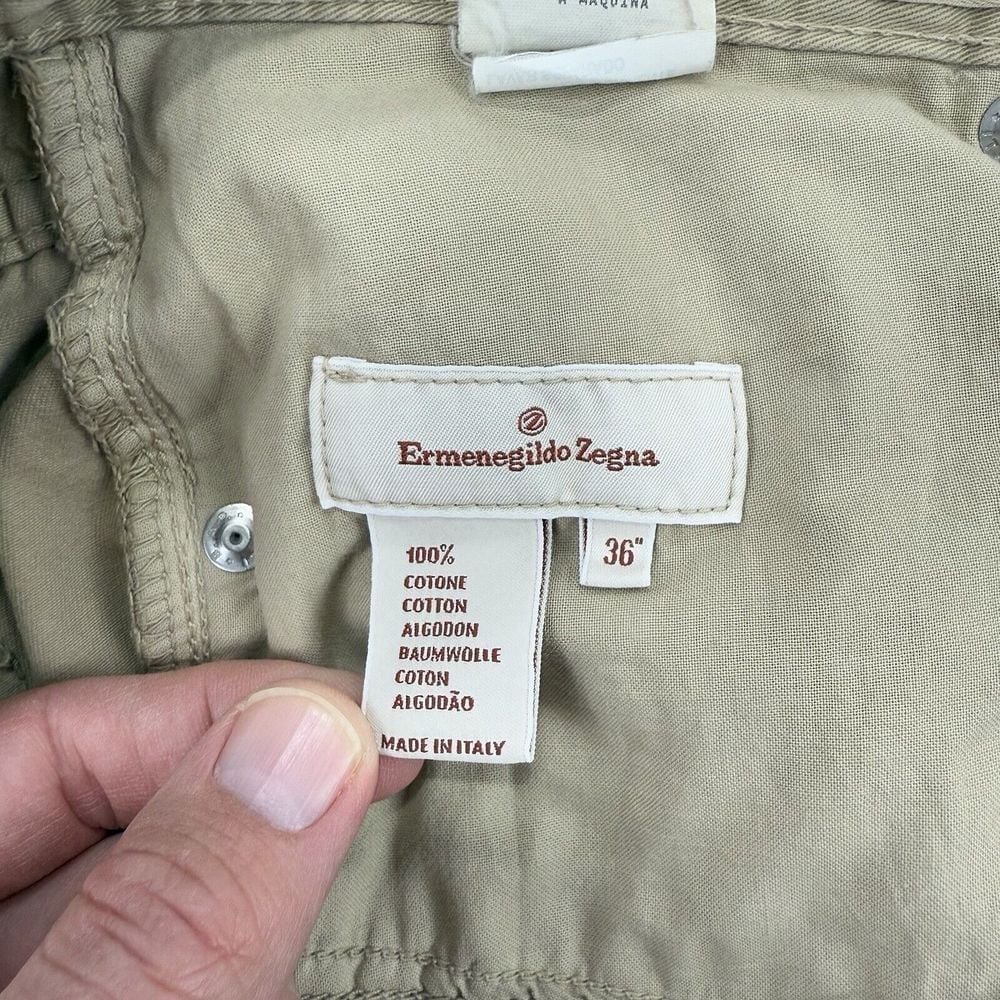 A MAQUINA
Ermenegildo Zegna
36"
100%
COTONE
COTTON
ALGODON
BAUMWOLLE
COTON
ALGODÃO
MADE IN ITALY